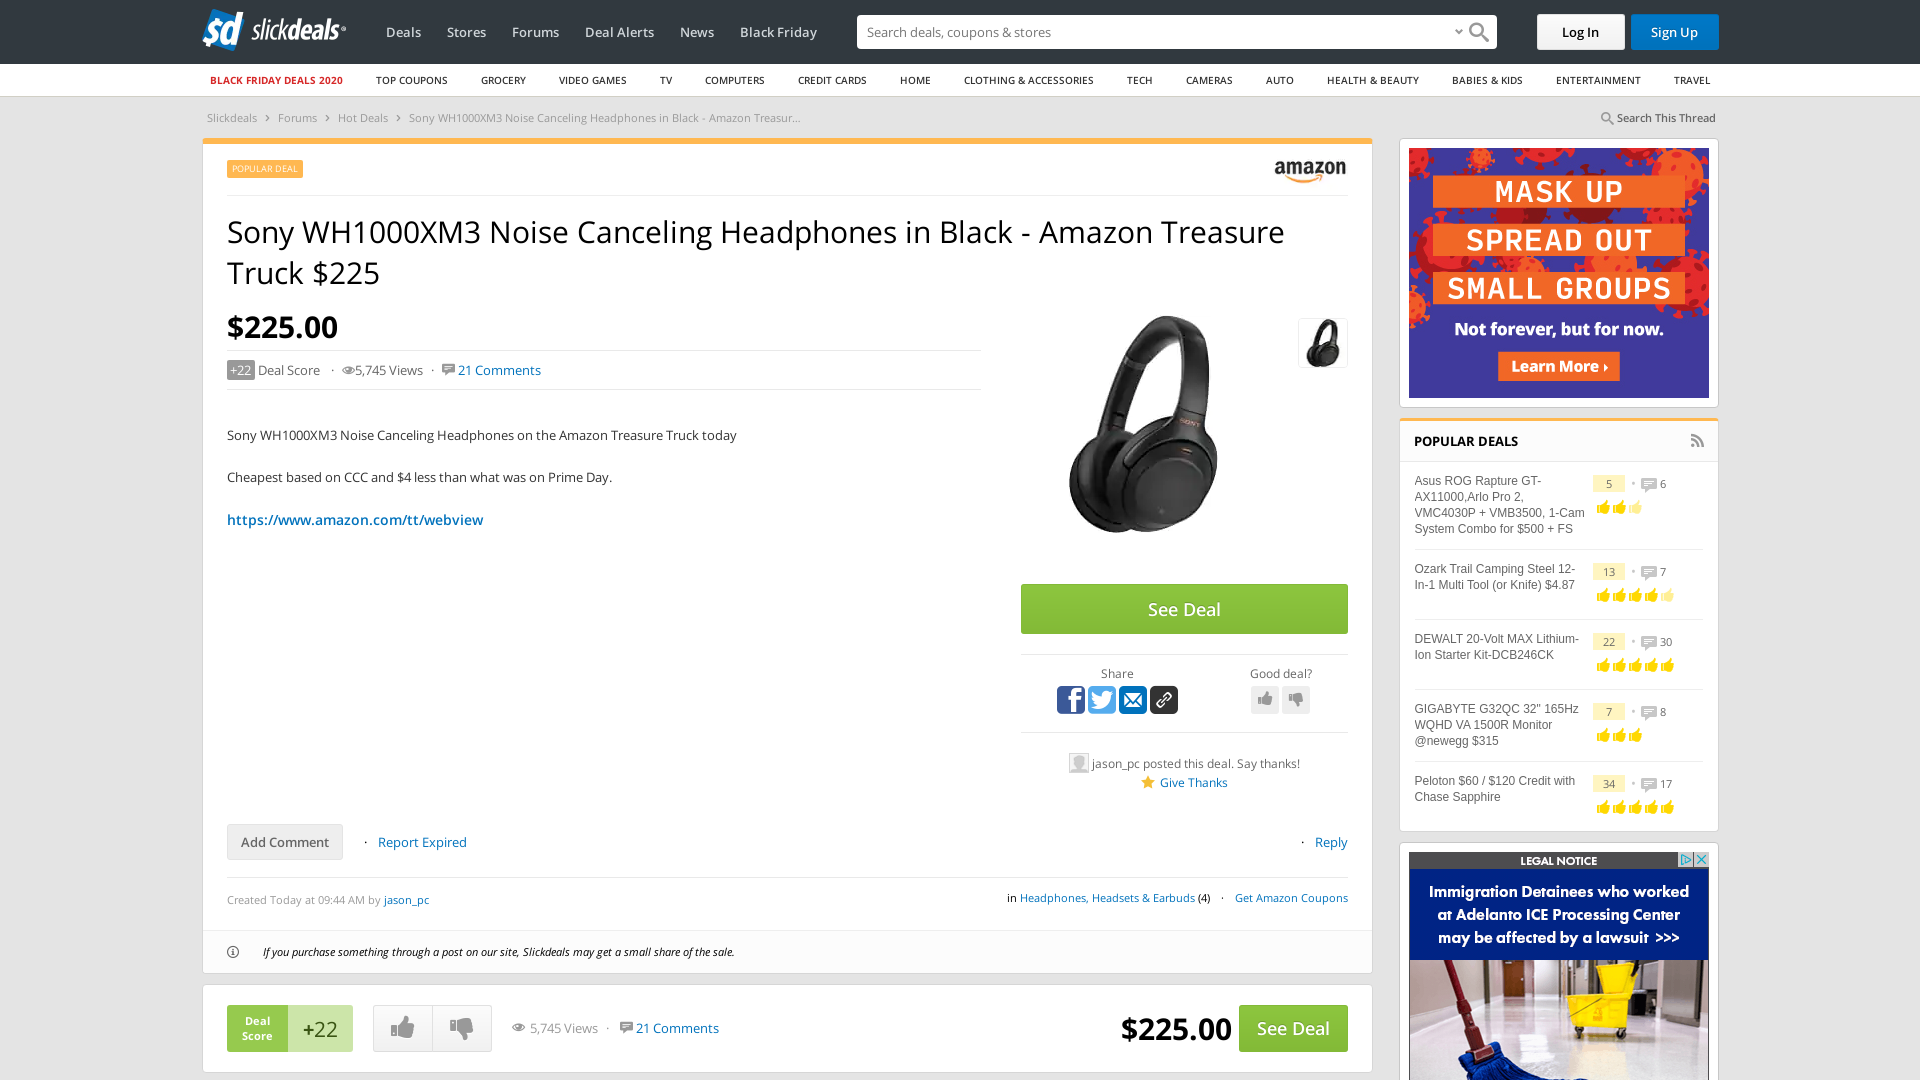 sd slickdeals
Deals Stores Forums Deal Alerts News Black Friday
Search deals, coupons & searches
Log In
Sign Up
BLACK FRIDAY DEALS 2020 TOP COUPONS GROCERY VIDEO GAMES TV COMPUTERS CREDIT CARDS HOME CLOTHING & ACCESSORIES TECH CAMERAS AUTO HEALTH & BEAUTY BABIES & KIDS ENTERTAINMENT TRAVEL
Slickdeals › Forums › Hot Deals › Sony WH1000XM3 Noise Canceling Headphones in Black - Amazon Treasur...
Search This Thread
POPULAR DEAL
amazon
Sony WH1000XM3 Noise Canceling Headphones in Black - Amazon Treasure
Truck $225
$225.00
+22 Deal Score · 5,745 Views · 21 Comments
Sony WH1000XM3 Noise Canceling Headphones on the Amazon Treasure Truck today
Cheapest based on CCC and $4 less than what was on Prime Day.
https://www.amazon.com/tt/webview
SONY
See Deal
Share
Good deal?
jason_pc posted this deal. Say thanks!
Give Thanks
Add Comment · Report Expired
· Reply
Created Today at 09:44 AM by jason_pc
in Headphones, Headsets & Earbuds (4) · Get Amazon Coupons
If you purchase something through a post on our site, Slickdeals may get a small share of the sale.
Deal
Score
+22
5,745 Views · 21 Comments
$225.00
See Deal
MASK UP
SPREAD OUT
SMALL GROUPS
Not forever, but for now.
Learn More
POPULAR DEALS
Asus ROG Rapture GT-
AX11000,Arlo Pro 2,
VMC4030P + VMB3500, 1-Cam
System Combo for $500 + FS
5 · 6
Ozark Trail Camping Steel 12-
In-1 Multi Tool (or Knife) $4.87
13 · 7
DEWALT 20-Volt MAX Lithium-
Ion Starter Kit-DCB246CK
22 · 30
GIGABYTE G32QC 32" 165Hz
WQHD VA 1500R Monitor
@newegg $315
7 · 8
Peloton $60 / $120 Credit with
Chase Sapphire
34 · 17
LEGAL NOTICE
Immigration Detainees who worked
at Adelanto ICE Processing Center
may be affected by a lawsuit >>>